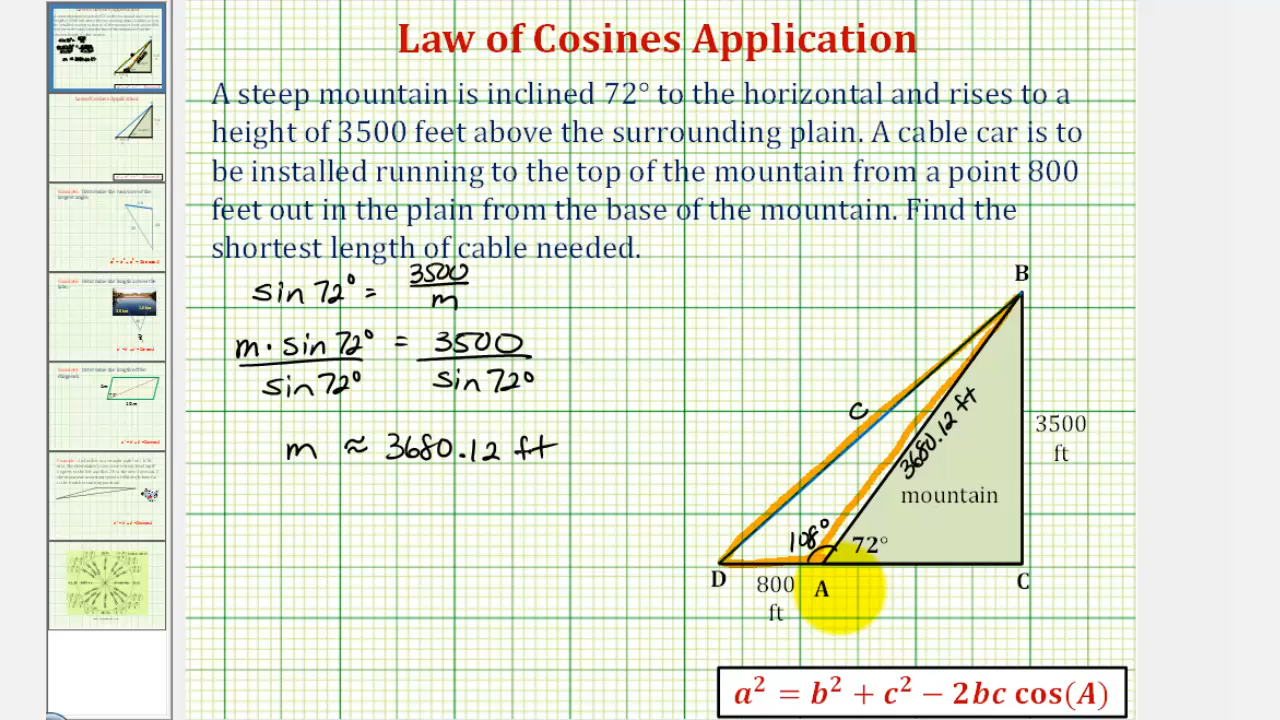 Law of Cosines Application
A steep mountain is inclined 72° to the horizontal and rises to a
height of 3500 feet above the surrounding plain. A cable car is to
be installed running to the top of the mountain from a point 800
feet out in the plain from the base of the mountain. Find the
shortest length of cable needed.
sin 72° = 3500/m
m · sin 72° / sin 72° = 3500 / sin 72°
m ≈ 3680.12 ft
B
C
3680.12 ft
3500
ft
mountain
108°
72°
D
800
ft
A
C
a² = b² + c² − 2bc cos(A)